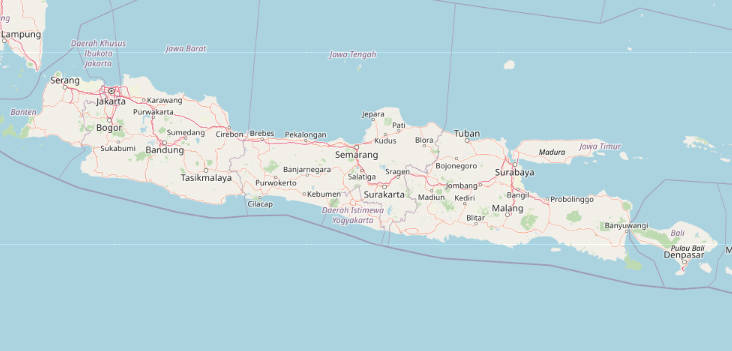 Lampung
Daerah Khusus
Ibukota
Jakarta
Jawa Barat
Jawa Tengah
Serang
Jakarta
Karawang
Banten
Purwakarta
Bogor
Jepara
Pati
Sukabumi
Sumedang
Cirebon
Brebes
Pekalongan
Kudus
Blora
Tuban
Bandung
Semarang
Madura
Jawa Timur
Bojonegoro
Tasikmalaya
Banjarnegara
Salatiga
Sragen
Surabaya
Purwokerto
Jombang
Kebumen
Surakarta
Madiun
Kediri
Bangil
Probolinggo
Cilacap
Daerah Istimewa
Yogyakarta
Blitar
Malang
Banyuwangi
Bali
Pulau Bali
Denpasar